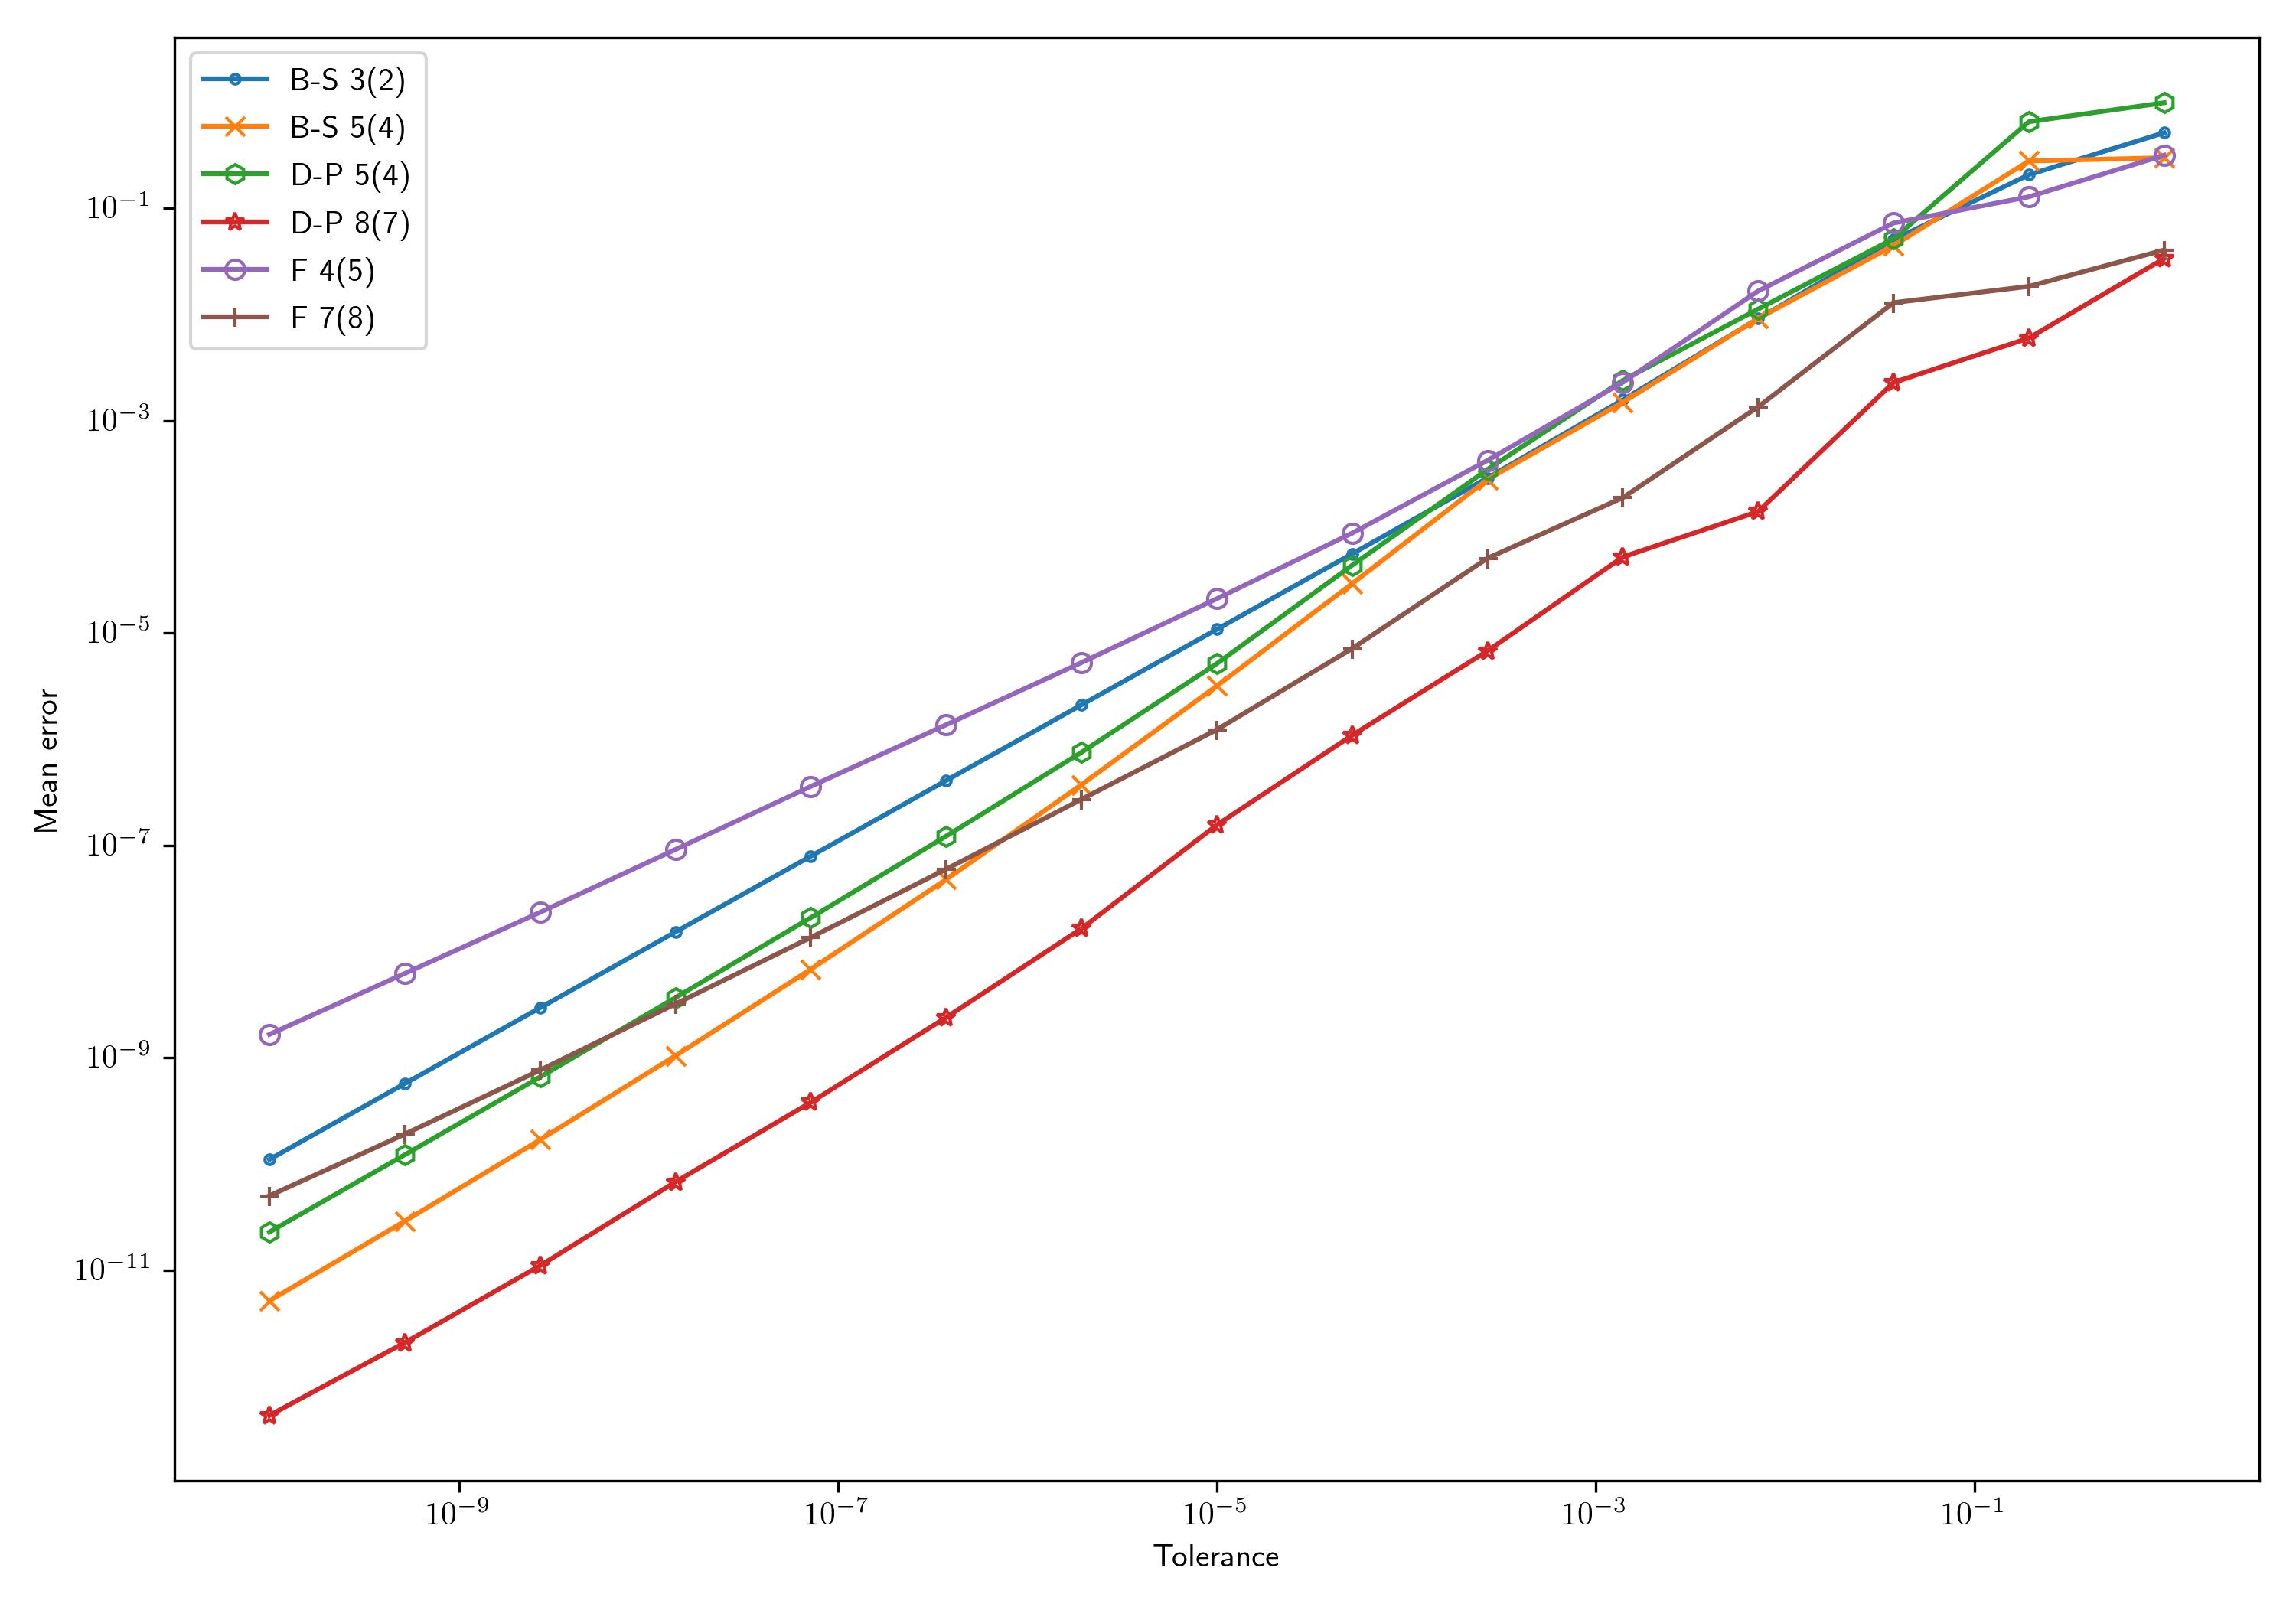 B-S 3(2)
B-S 5(4)
D-P 5(4)
D-P 8(7)
F 4(5)
F 7(8)
10⁻¹
10⁻³
10⁻⁵
10⁻⁷
10⁻⁹
10⁻¹¹
Mean error
10⁻⁹ 10⁻⁷ 10⁻⁵ 10⁻³ 10⁻¹
Tolerance